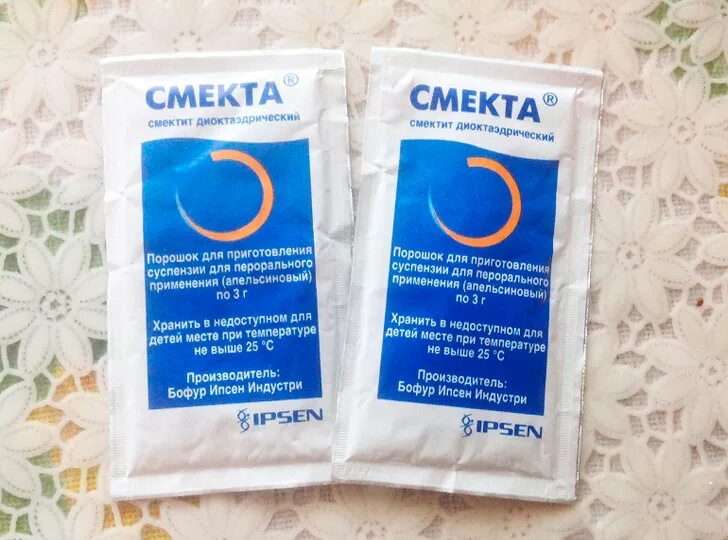 СМЕКТА®
смектит диоктаэдрический
Порошок для приготовления
суспензии для перорального
применения (апельсиновый)
по 3 г
Хранить в недоступном для
детей месте при температуре
не выше 25 °С
Производитель:
Бофур Ипсен Индустри
IPSEN
СМЕКТА®
смектит диоктаэдрический
Порошок для приготовления
суспензии для перорального
применения (апельсиновый)
по 3 г
Хранить в недоступном для
детей месте при температуре
не выше 25 °С
Производитель:
Бофур Ипсен Индустри
IPSEN